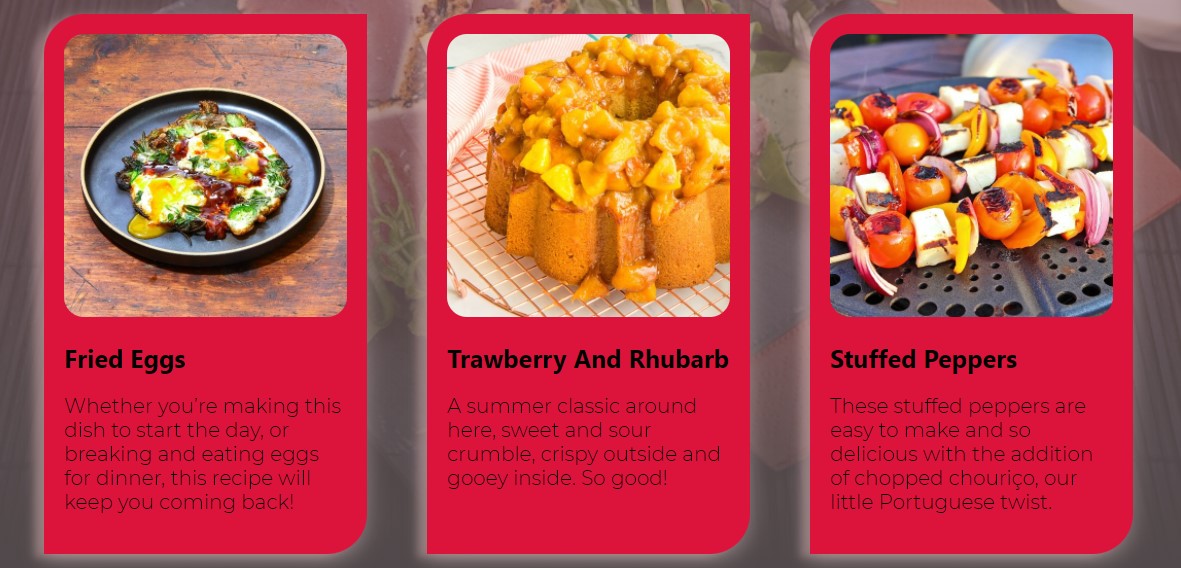 Fried Eggs
Whether you're making this
dish to start the day, or
breaking and eating eggs
for dinner, this recipe will
keep you coming back!
Trawberry And Rhubarb
A summer classic around
here, sweet and sour
crumble, crispy outside and
gooey inside. So good!
Stuffed Peppers
These stuffed peppers are
easy to make and so
delicious with the addition
of chopped chouriço, our
little Portuguese twist.